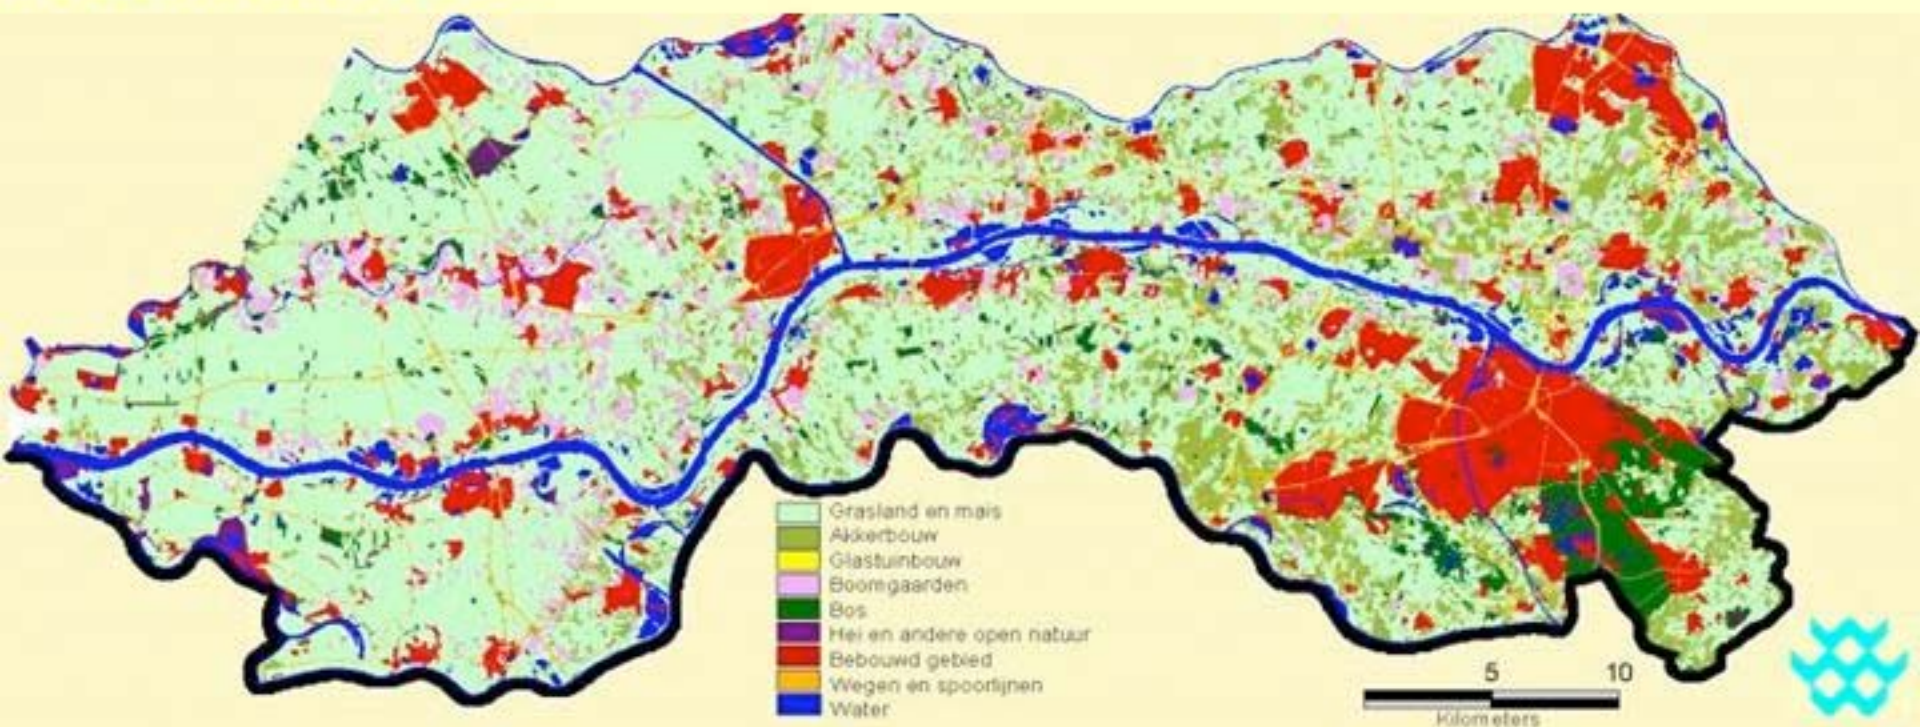 Grasland en mais
Akkerbouw
Glastuinbouw
Boomgaarden
Bos
Hei en andere open natuur
Bebouwd gebied
Wegen en spoorlijnen
Water
5 10
Kilometers